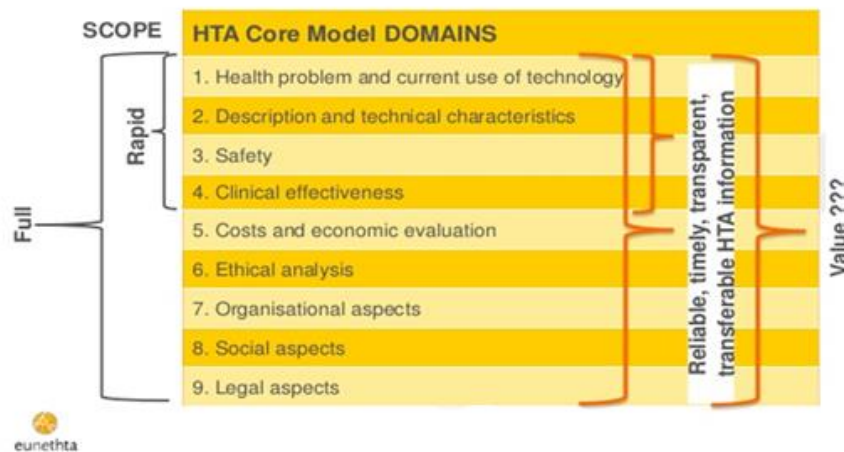 SCOPE
HTA Core Model DOMAINS
1. Health problem and current use of technology
2. Description and technical characteristics
3. Safety
4. Clinical effectiveness
5. Costs and economic evaluation
6. Ethical analysis
7. Organisational aspects
8. Social aspects
9. Legal aspects
Full
Rapid
Reliable, timely, transparent,
transferable HTA information
Value ???
eunethta